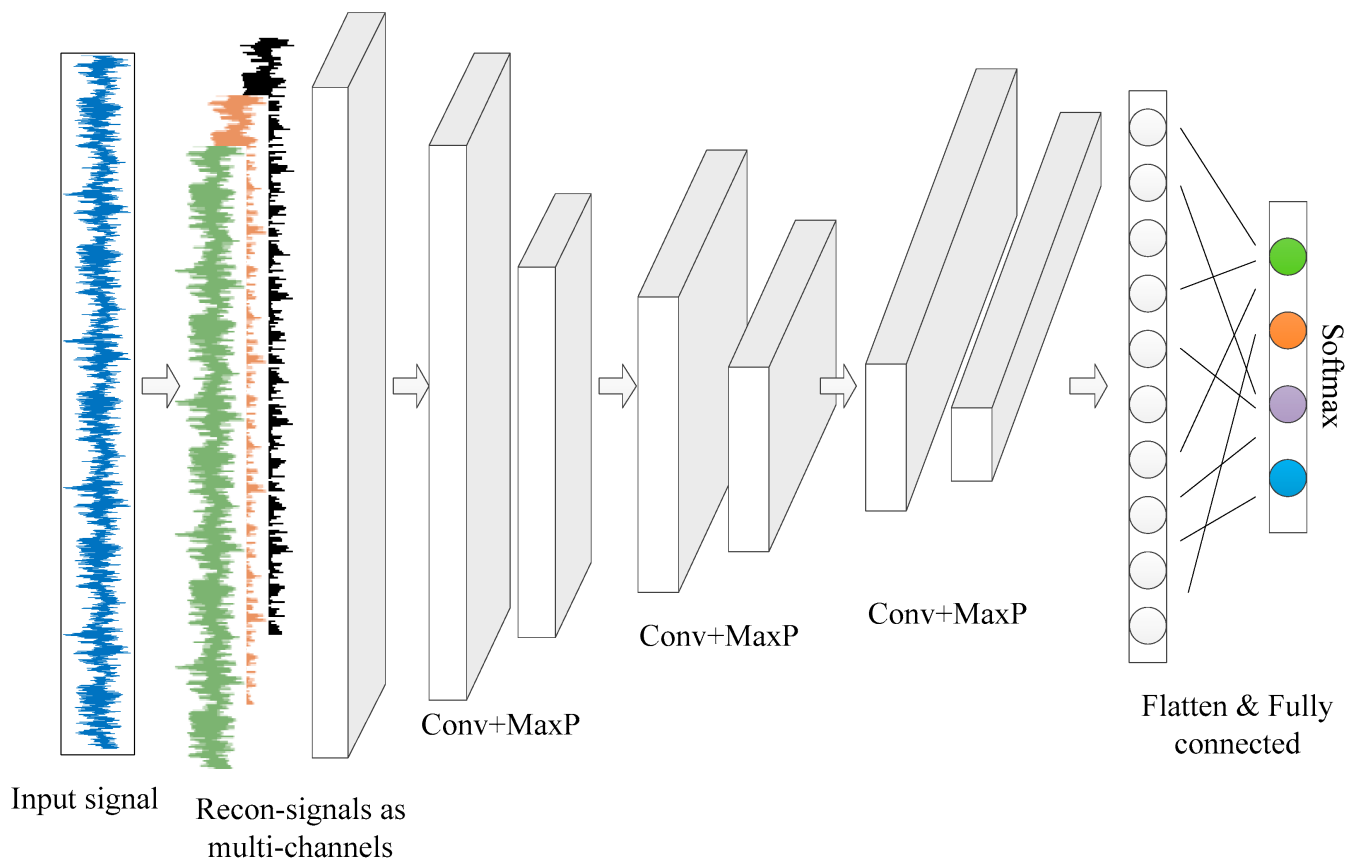 Input signal
Recon-signals as
multi-channels
Conv+MaxP
Conv+MaxP
Conv+MaxP
Flatten & Fully
connected
Softmax